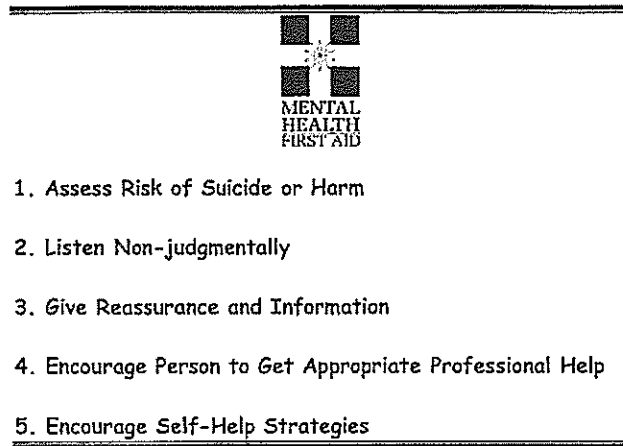 MENTAL
HEALTH
FIRST AID
1. Assess Risk of Suicide or Harm
2. Listen Non-judgmentally
3. Give Reassurance and Information
4. Encourage Person to Get Appropriate Professional Help
5. Encourage Self-Help Strategies